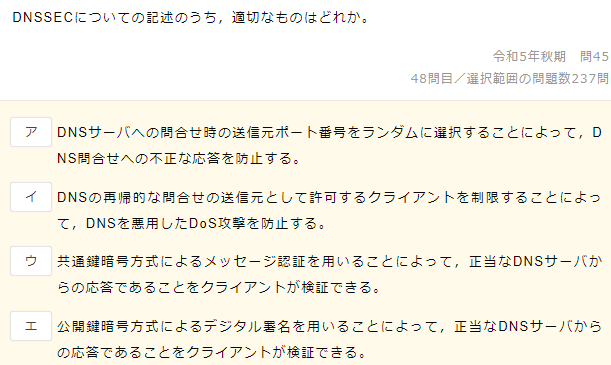 DNSSECについての記述のうち，適切なものはどれか。
令和5年秋期　問45
48問目／選択範囲の問題数237問
ア DNSサーバへの問合せ時の送信元ポート番号をランダムに選択することによって，D
NS問合せへの不正な応答を防止する。
イ DNSの再帰的な問合せの送信元として許可するクライアントを制限することによっ
て，DNSを悪用したDoS攻撃を防止する。
ウ 共通鍵暗号方式によるメッセージ認証を用いることによって，正当なDNSサーバか
らの応答であることをクライアントが検証できる。
エ 公開鍵暗号方式によるデジタル署名を用いることによって，正当なDNSサーバから
の応答であることをクライアントが検証できる。